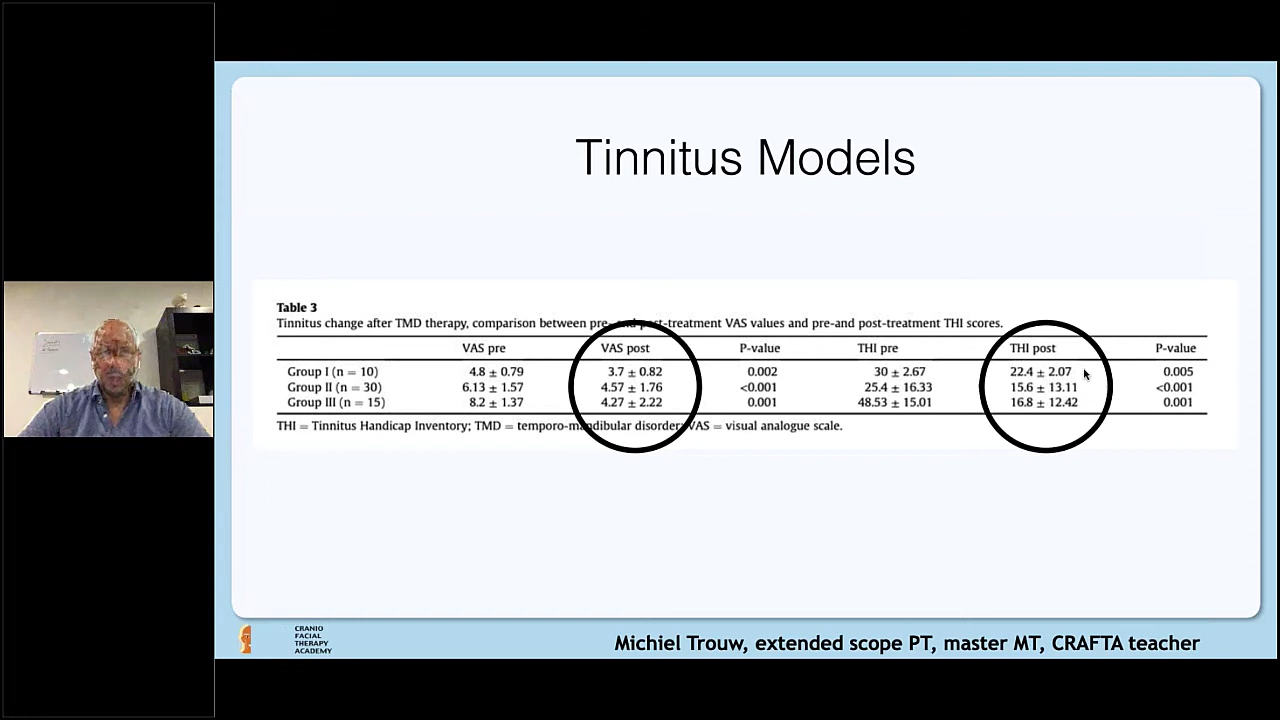 Tinnitus Models
Table 3
Tinnitus change after TMD therapy, comparison between pre- and post-treatment VAS values and pre-and post-treatment THI scores.
VAS pre VAS post P-value THI pre THI post P-value
Group I (n = 10) 4.8 ± 0.79 3.7 ± 0.82 0.002 30 ± 2.67 22.4 ± 2.07 0.005
Group II (n = 30) 6.13 ± 1.57 4.57 ± 1.76 <0.001 25.4 ± 16.33 15.6 ± 13.11 <0.001
Group III (n = 15) 8.2 ± 1.37 4.27 ± 2.22 0.001 48.53 ± 15.01 16.8 ± 12.42 0.001
THI = Tinnitus Handicap Inventory; TMD = temporo-mandibular disorder; VAS = visual analogue scale.
CRANIO
FACIAL
THERAPY
ACADEMY
Michiel Trouw, extended scope PT, master MT, CRAFTA teacher